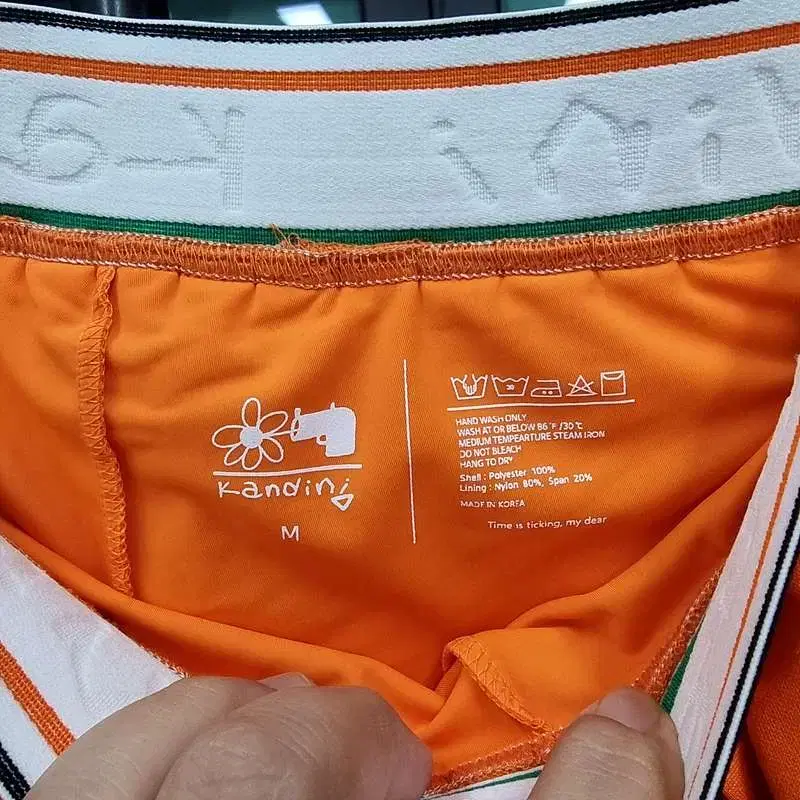 Kandini
M
30
HAND WASH ONLY
WASH AT OR BELOW 86 °F /30 ℃
MEDIUM TEMPEARTURE STEAM IRON
DO NOT BLEACH
HANG TO DRY
Shell : Polyester 100%
Lining : Nylon 80%, Span 20%
MADE IN KOREA
Time is ticking, my dear